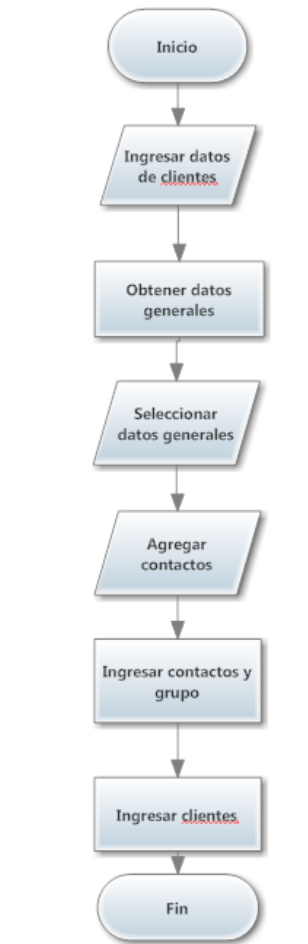 Inicio
Ingresar datos
de clientes
Obtener datos
generales
Seleccionar
datos generales
Agregar
contactos
Ingresar contactos y
grupo
Ingresar clientes
Fin